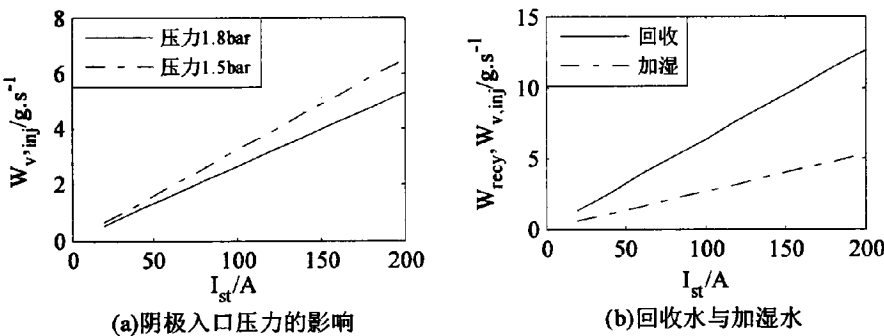 8
6
4
2
0
W_v,inj/g.s⁻¹
压力1.8bar
压力1.5bar
0
50
100
150
200
I_st/A
(a)阴极入口压力的影响
15
10
5
0
W_recy, W_v,inj/g.s⁻¹
回收
加湿
0
50
100
150
200
I_st/A
(b)回收水与加湿水